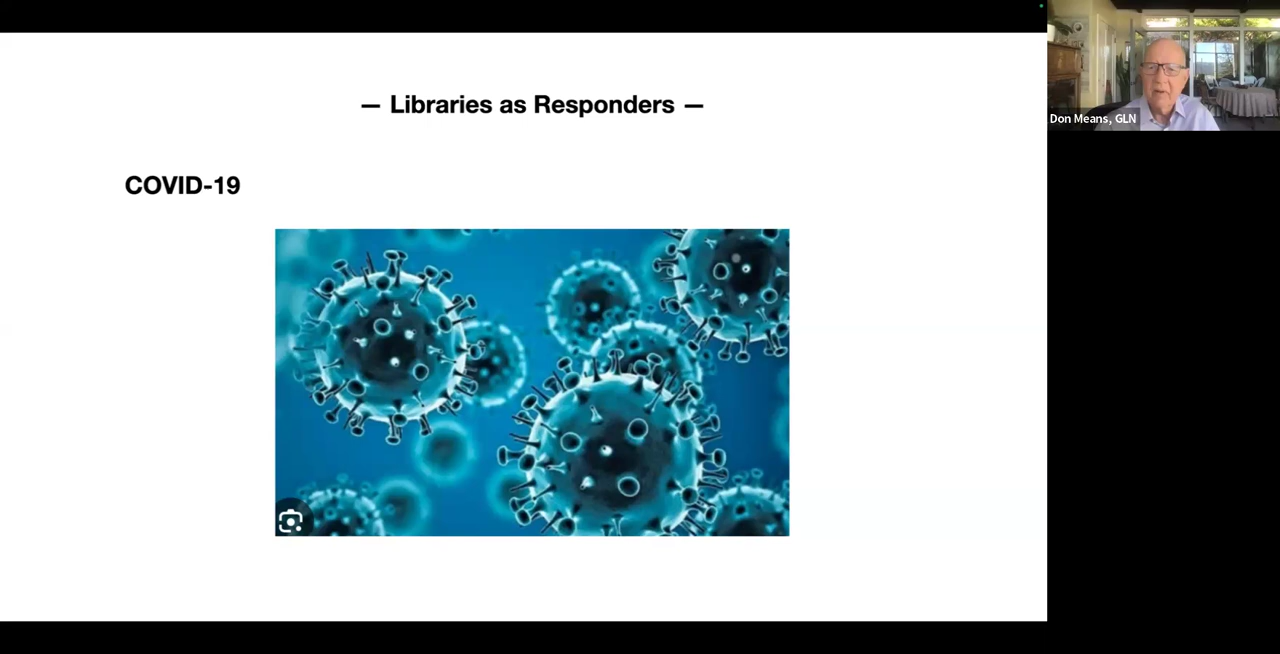 — Libraries as Responders —
COVID-19
Don Means, GLN